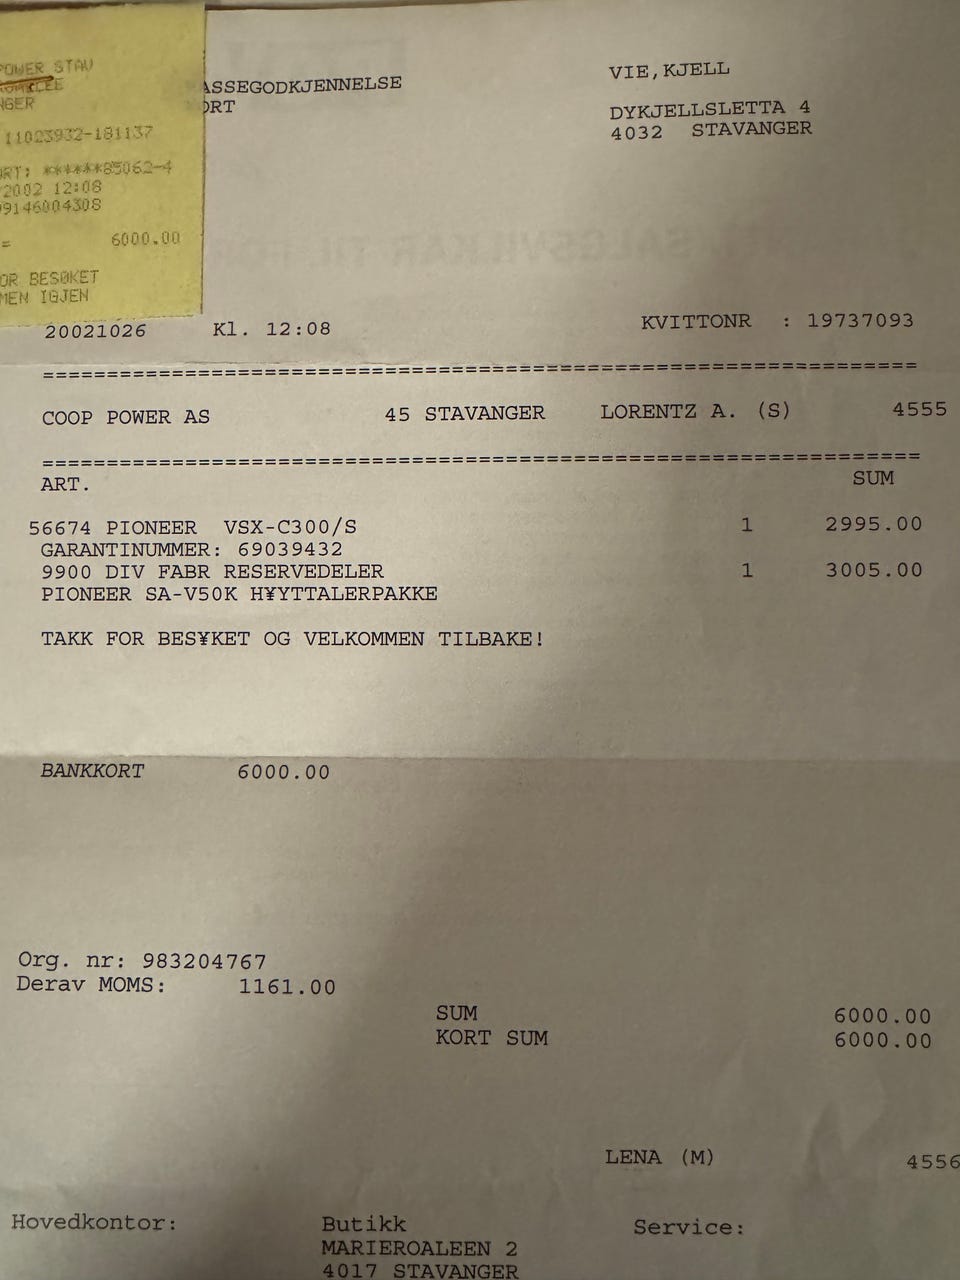 POWER STAV
NGER
11023932-181137
RT: ******85062-4
2002 12:08
99146004308
= 6000.00
OR BESØKET
MEN IGJEN
ASSEGODKJENNELSE
ORT
VIE,KJELL
DYKJELLSLETTA 4
4032 STAVANGER
20021026 Kl. 12:08 KVITTONR : 19737093
====================================================================
COOP POWER AS 45 STAVANGER LORENTZ A. (S) 4555
====================================================================
ART. SUM
56674 PIONEER VSX-C300/S 1 2995.00
GARANTINUMMER: 69039432
9900 DIV FABR RESERVEDELER 1 3005.00
PIONEER SA-V50K H¥YTTALERPAKKE
TAKK FOR BES¥KET OG VELKOMMEN TILBAKE!
BANKKORT 6000.00
Org. nr: 983204767
Derav MOMS: 1161.00
SUM 6000.00
KORT SUM 6000.00
LENA (M) 4556
Hovedkontor: Butikk Service:
MARIEROALEEN 2
4017 STAVANGER